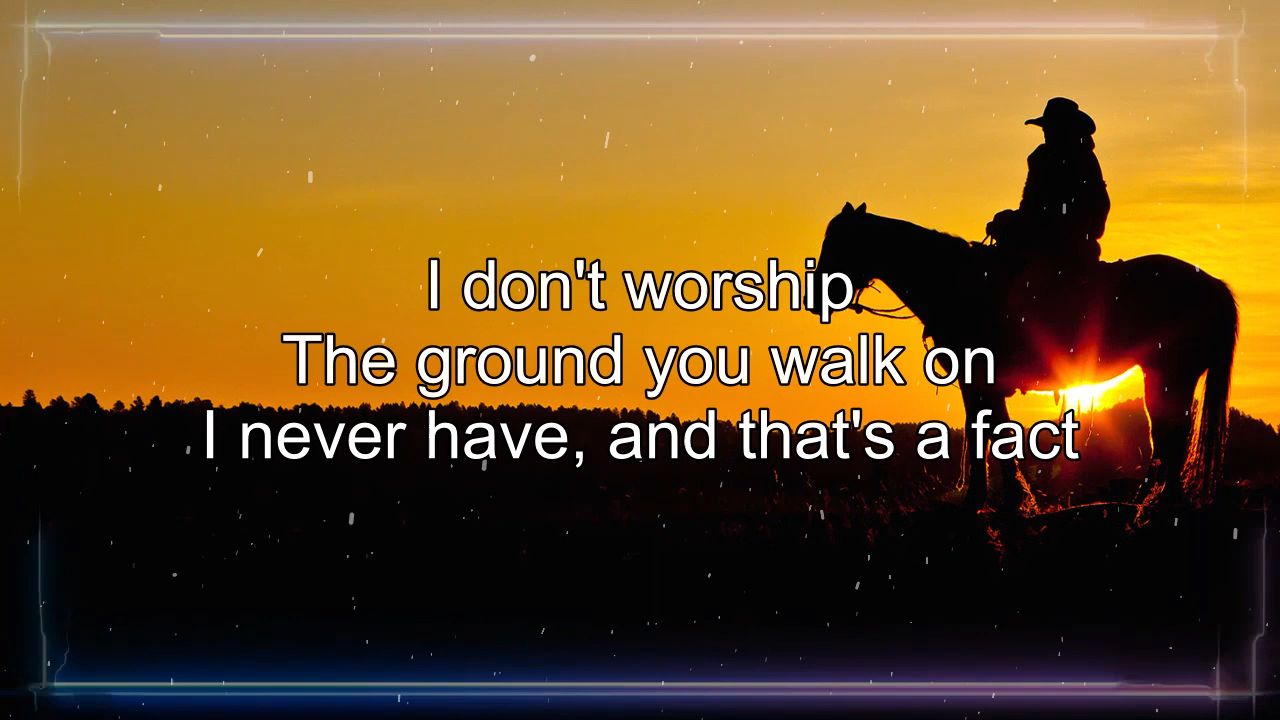 I don't worship
The ground you walk on
I never have, and that's a fact